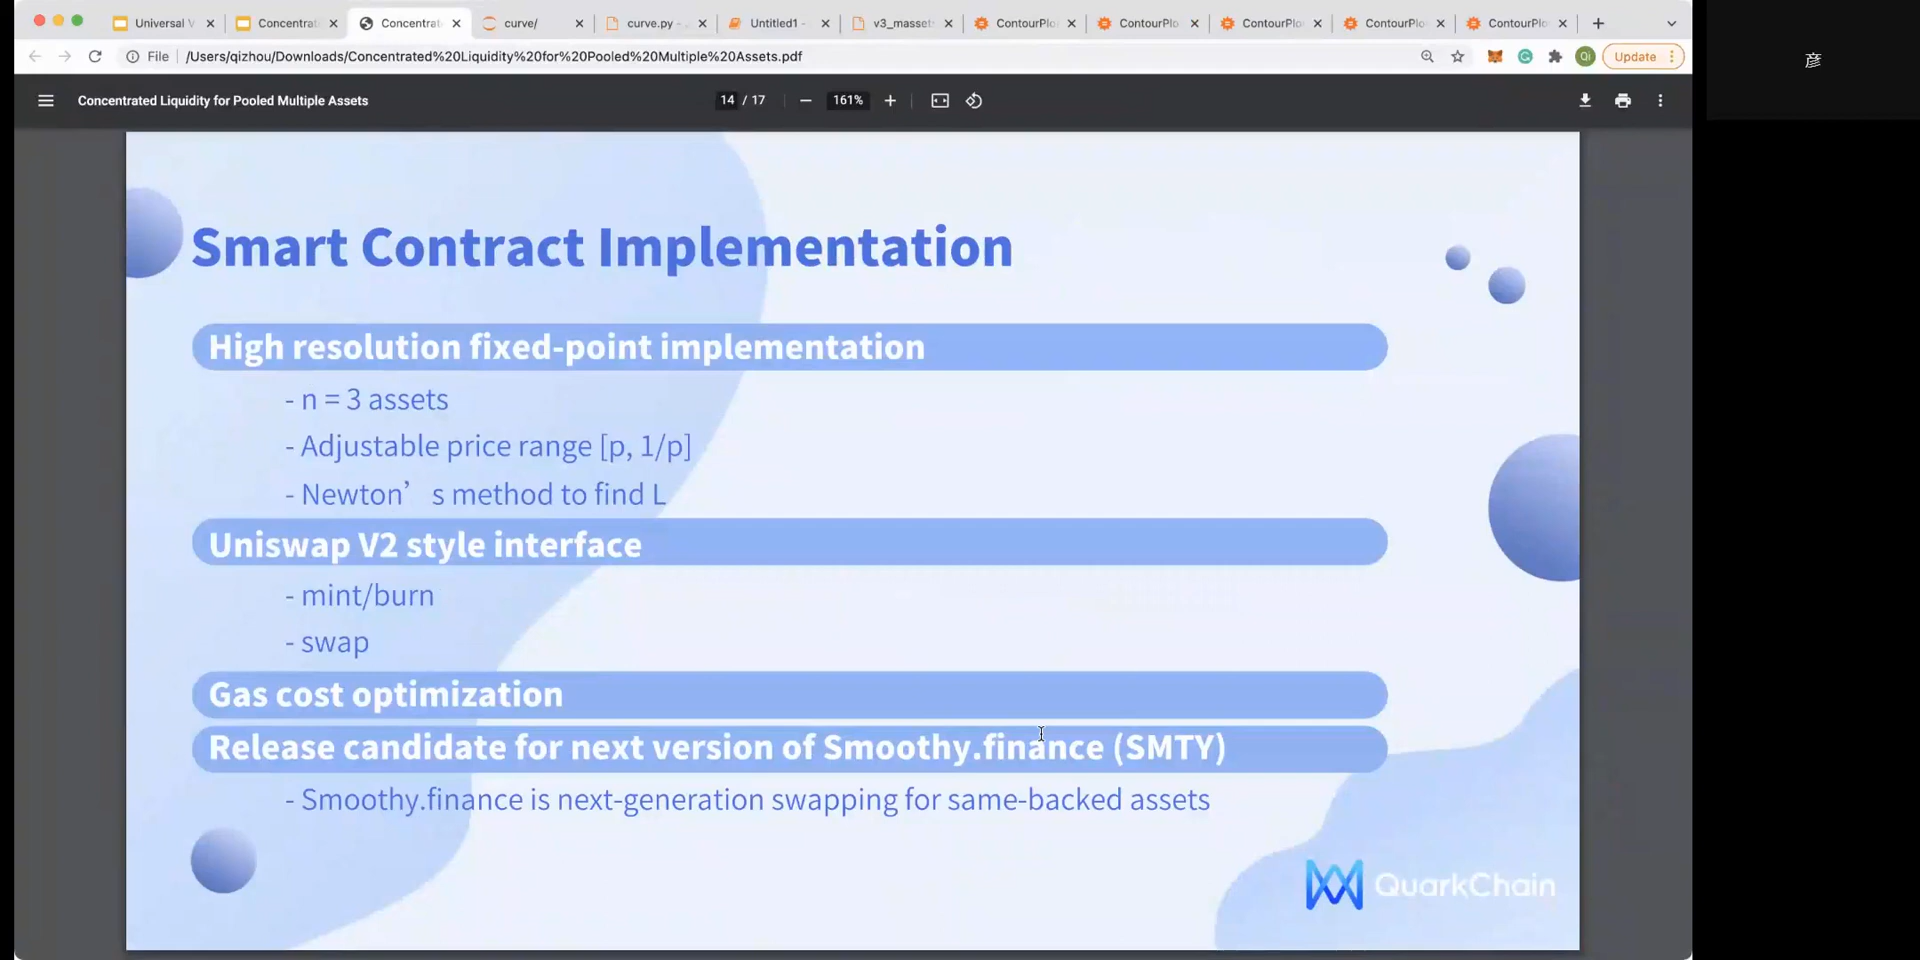 Universal V
Concentrat
Concentrat
curve/
curve.py -
Untitled1 -
v3_masset
ContourPlo
ContourPlo
ContourPlo
ContourPlo
ContourPlo
File
/Users/qizhou/Downloads/Concentrated%20Liquidity%20for%20Pooled%20Multiple%20Assets.pdf
Qi
Update
Concentrated Liquidity for Pooled Multiple Assets
14 / 17
161%
彦
Smart Contract Implementation
High resolution fixed-point implementation
- n = 3 assets
- Adjustable price range [p, 1/p]
- Newton’s method to find L
Uniswap V2 style interface
- mint/burn
- swap
Gas cost optimization
Release candidate for next version of Smoothy.finance (SMTY)
- Smoothy.finance is next-generation swapping for same-backed assets
QuarkChain